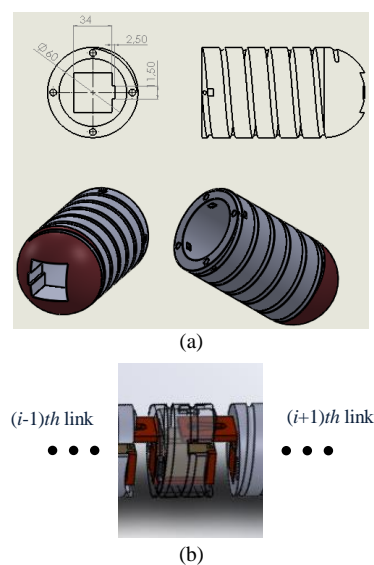 34
2,50
Ø60
11,50
(a)
(i-1)th link
(i+1)th link
(b)